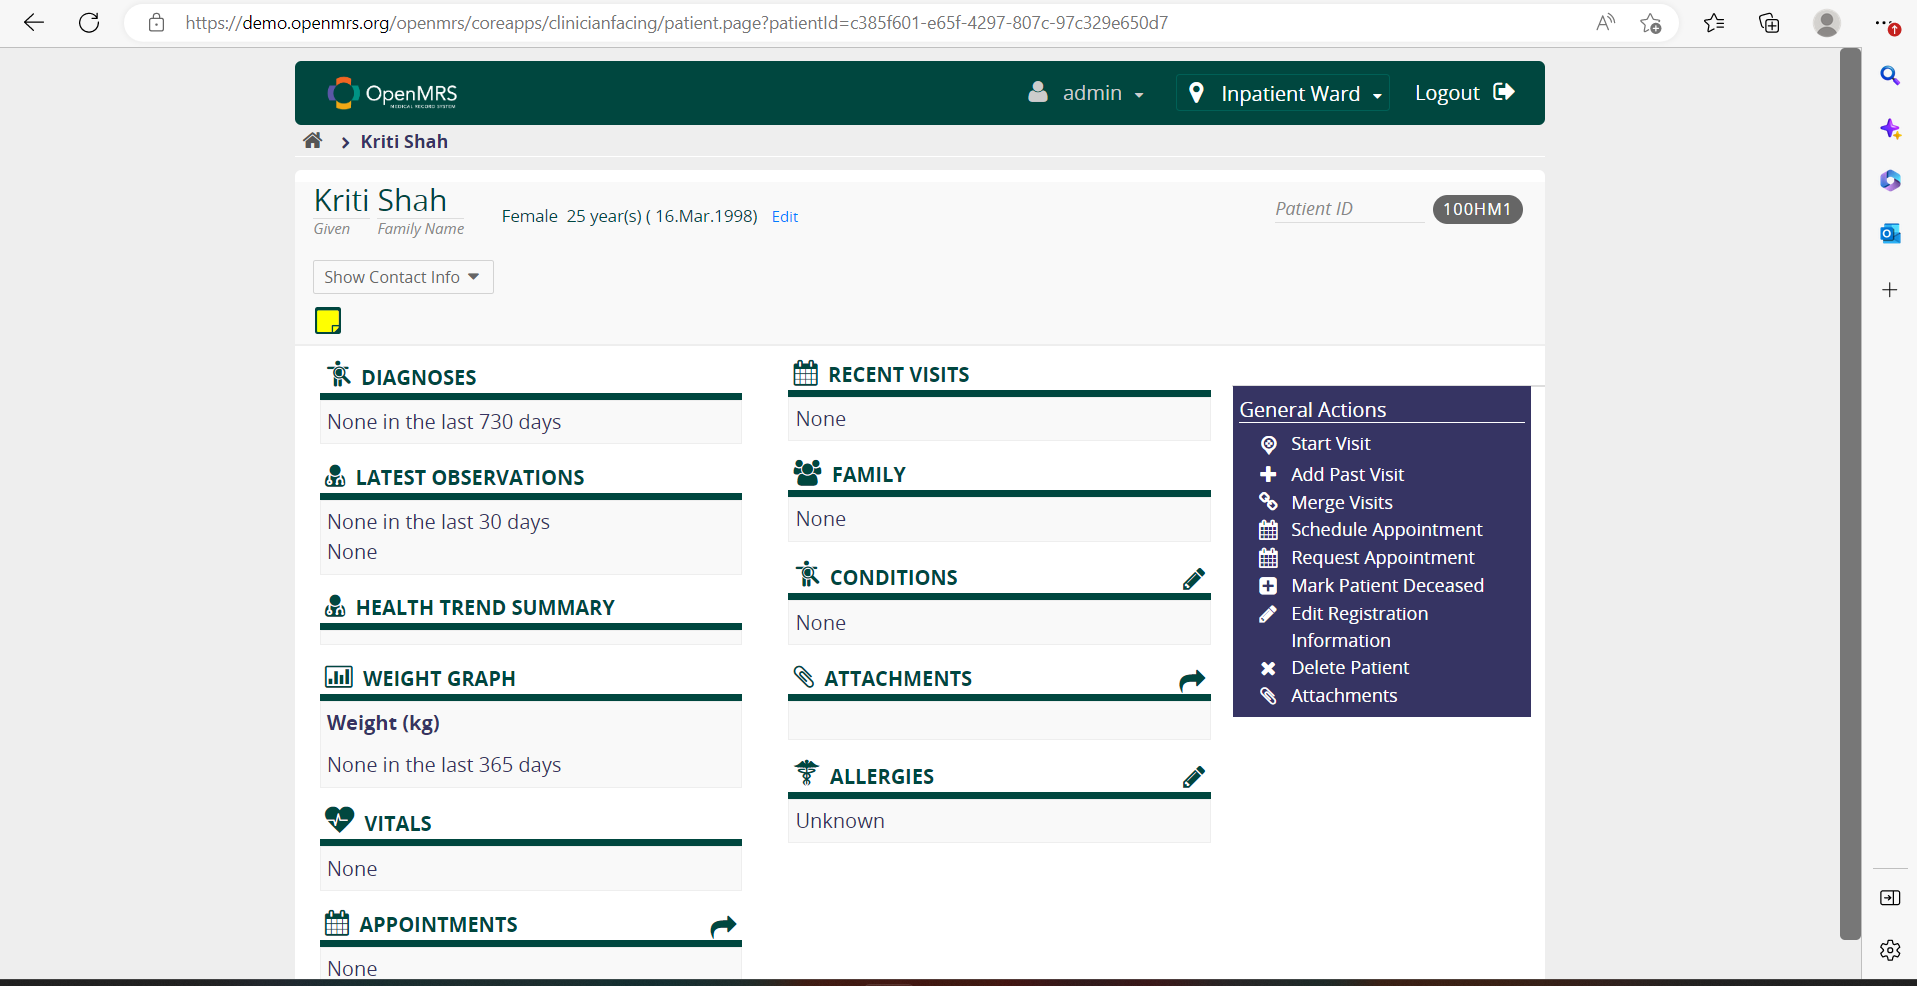 https://demo.openmrs.org/openmrs/coreapps/clinicianfacing/patient.page?patientId=c385f601-e65f-4297-807c-97c329e650d7
OpenMRS
MEDICAL RECORD SYSTEM
admin
Inpatient Ward
Logout
Kriti Shah
Kriti Shah
Given Family Name
Female 25 year(s) ( 16.Mar.1998) Edit
Patient ID
100HM1
Show Contact Info
DIAGNOSES
None in the last 730 days
LATEST OBSERVATIONS
None in the last 30 days
None
HEALTH TREND SUMMARY
WEIGHT GRAPH
Weight (kg)
None in the last 365 days
VITALS
None
APPOINTMENTS
None
RECENT VISITS
None
FAMILY
None
CONDITIONS
None
ATTACHMENTS
ALLERGIES
Unknown
General Actions
Start Visit
Add Past Visit
Merge Visits
Schedule Appointment
Request Appointment
Mark Patient Deceased
Edit Registration
Information
Delete Patient
Attachments